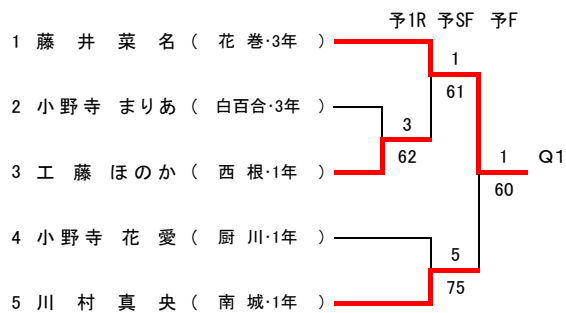 予1R 予SF 予F
1 藤井菜名 ( 花巻・3年 )
1
61
2 小野寺まりあ ( 白百合・3年 )
3
62
1 Q1
60
3 工藤ほのか ( 西根・1年 )
4 小野寺花愛 ( 厨川・1年 )
5
75
5 川村真央 ( 南城・1年 )